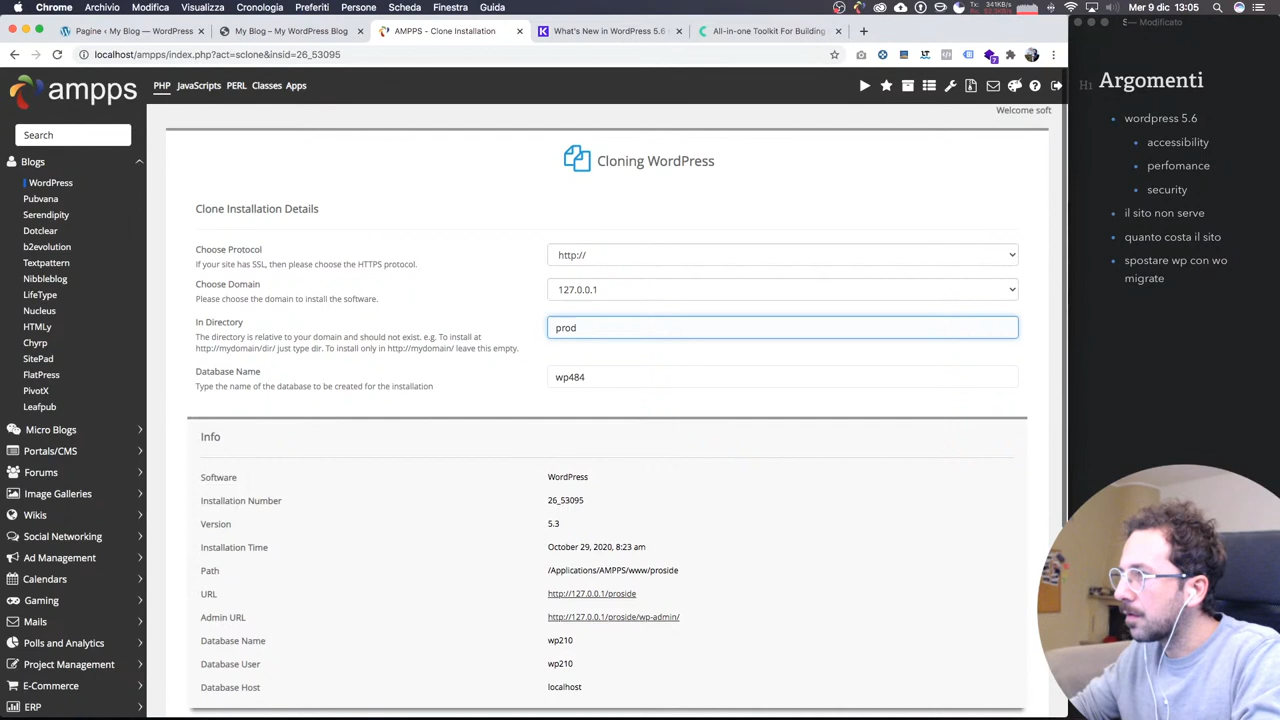 Chrome Archivio Modifica Visualizza Cronologia Preferiti Persone Scheda Finestra Guida
Tx: 341KB/s
Mer 9 dic 13:05
Pagine ‹ My Blog — WordPress
My Blog – My WordPress Blog
AMPPS - Clone Installation
What's New in WordPress 5.6
All-in-one Toolkit For Building
S— Modificato
localhost/ampps/index.php?act=sclone&insid=26_53095
ampps
PHP JavaScripts PERL Classes Apps
Welcome soft
Search
Blogs
WordPress
Pubvana
Serendipity
Dotclear
b2evolution
Textpattern
Nibbleblog
LifeType
Nucleus
HTMLy
Chyrp
SitePad
FlatPress
PivotX
Leafpub
Micro Blogs
Portals/CMS
Forums
Image Galleries
Wikis
Social Networking
Ad Management
Calendars
Gaming
Mails
Polls and Analytics
Project Management
E-Commerce
ERP
Cloning WordPress
Clone Installation Details
Choose Protocol
If your site has SSL, then please choose the HTTPS protocol.
http://
Choose Domain
Please choose the domain to install the software.
127.0.0.1
In Directory
The directory is relative to your domain and should not exist. e.g. To install at
http://mydomain/dir/ just type dir. To install only in http://mydomain/ leave this empty.
prod
Database Name
Type the name of the database to be created for the installation
wp484
Info
Software WordPress
Installation Number 26_53095
Version 5.3
Installation Time October 29, 2020, 8:23 am
Path /Applications/AMPPS/www/proside
URL http://127.0.0.1/proside
Admin URL http://127.0.0.1/proside/wp-admin/
Database Name wp210
Database User wp210
Database Host localhost
H1 Argomenti
wordpress 5.6
accessibility
perfomance
security
il sito non serve
quanto costa il sito
spostare wp con wo
migrate